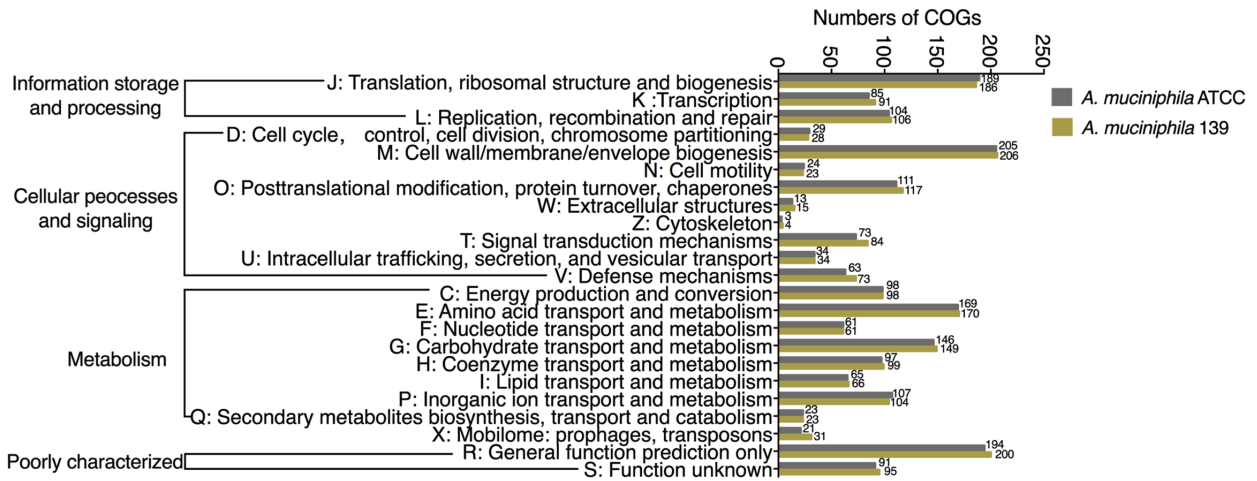 Numbers of COGs
0 50 100 150 200 250
Information storage
and processing
J: Translation, ribosomal structure and biogenesis 189
186
K :Transcription 85
91
L: Replication, recombination and repair 104
106
Cellular peocesses
and signaling
D: Cell cycle, control, cell division, chromosome partitioning 29
28
M: Cell wall/membrane/envelope biogenesis 205
206
N: Cell motility 24
23
O: Posttranslational modification, protein turnover, chaperones 111
117
W: Extracellular structures 13
15
Z: Cytoskeleton 3
4
T: Signal transduction mechanisms 73
84
U: Intracellular trafficking, secretion, and vesicular transport 34
34
V: Defense mechanisms 63
73
Metabolism
C: Energy production and conversion 98
98
E: Amino acid transport and metabolism 169
170
F: Nucleotide transport and metabolism 61
61
G: Carbohydrate transport and metabolism 146
149
H: Coenzyme transport and metabolism 97
99
I: Lipid transport and metabolism 65
66
P: Inorganic ion transport and metabolism 107
104
Q: Secondary metabolites biosynthesis, transport and catabolism 23
23
X: Mobilome: prophages, transposons 21
31
Poorly characterized
R: General function prediction only 194
200
S: Function unknown 91
95
A. muciniphila ATCC
A. muciniphila 139